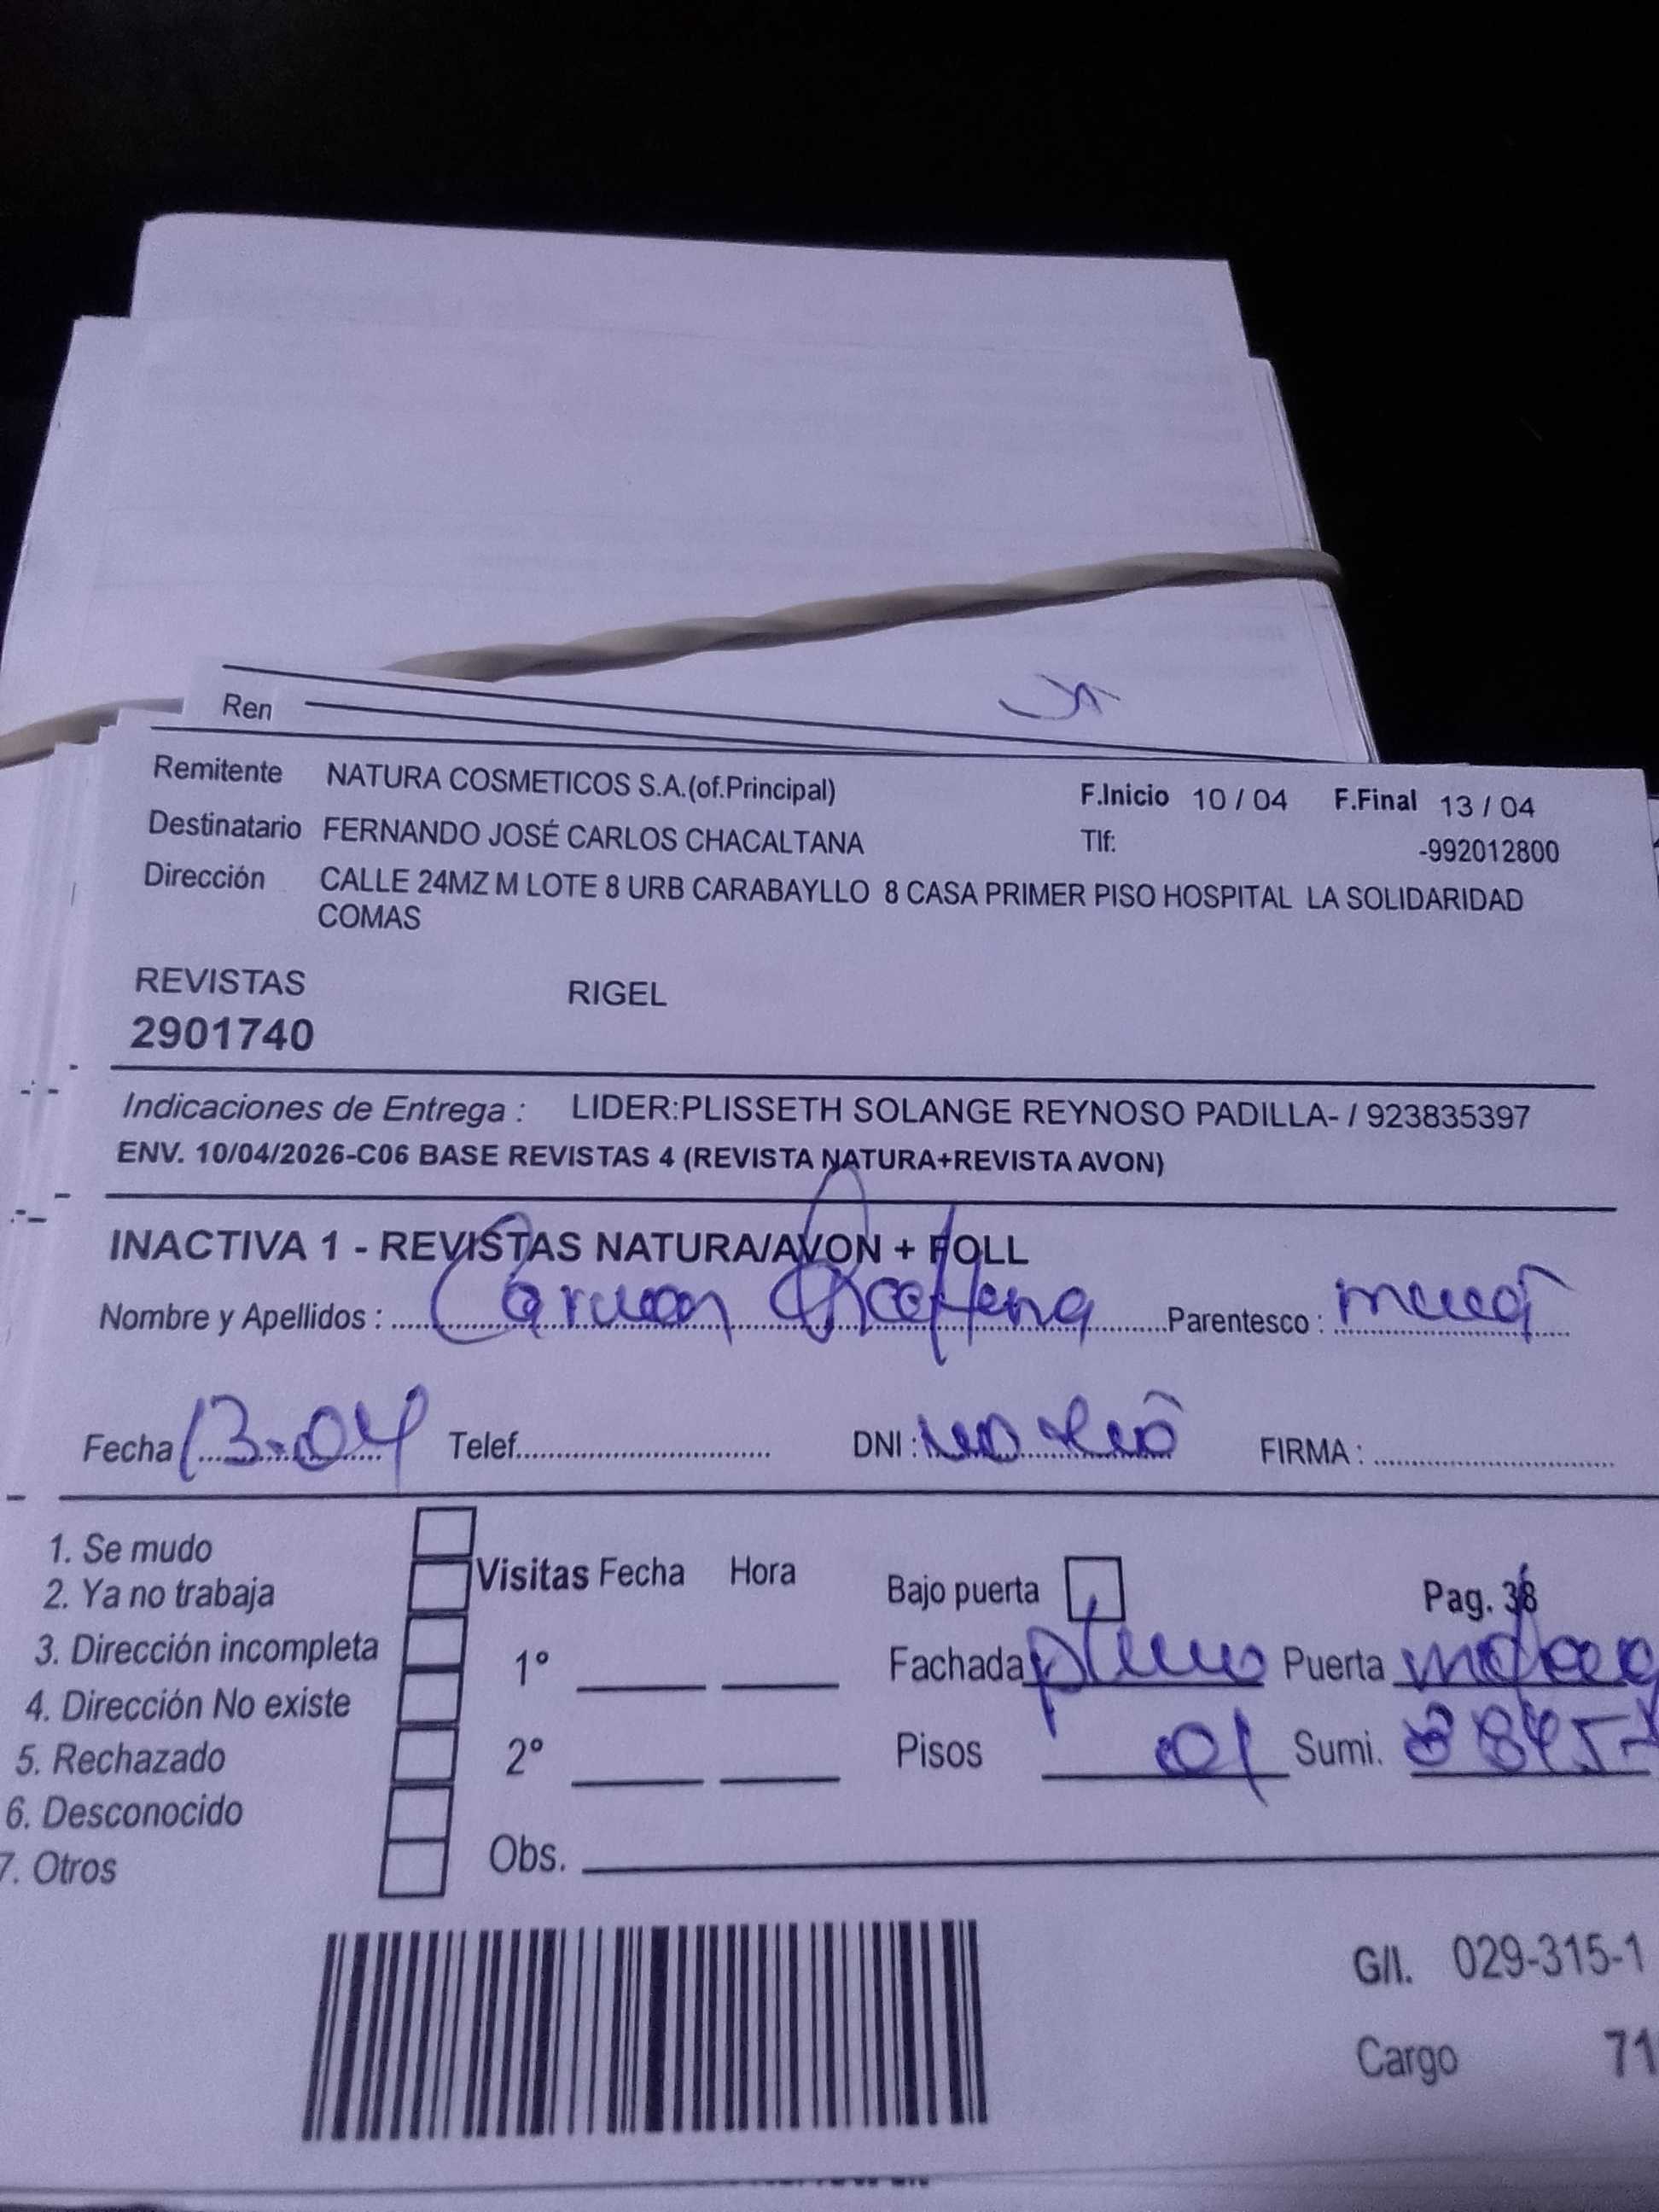 Ren
Remitente NATURA COSMETICOS S.A.(of.Principal) F.Inicio 10 / 04 F.Final 13 / 04
Destinatario FERNANDO JOSÉ CARLOS CHACALTANA Tlf: -992012800
Dirección CALLE 24MZ M LOTE 8 URB CARABAYLLO 8 CASA PRIMER PISO HOSPITAL LA SOLIDARIDAD
COMAS
REVISTAS RIGEL
2901740
Indicaciones de Entrega : LIDER:PLISSETH SOLANGE REYNOSO PADILLA- / 923835397
ENV. 10/04/2026-C06 BASE REVISTAS 4 (REVISTA NATURA+REVISTA AVON)
INACTIVA 1 - REVISTAS NATURA/AVON + FOLL
Nombre y Apellidos : Carmen Parentesco :
Fecha 13-04 Telef. DNI : FIRMA :
1. Se mudo
2. Ya no trabaja
3. Dirección incompleta
4. Dirección No existe
5. Rechazado
6. Desconocido
7. Otros
Visitas Fecha Hora
1°
2°
Obs.
Bajo puerta Pag. 38
Fachada Puerta
Pisos 01 Sumi.
G/I. 029-315-1
Cargo 71